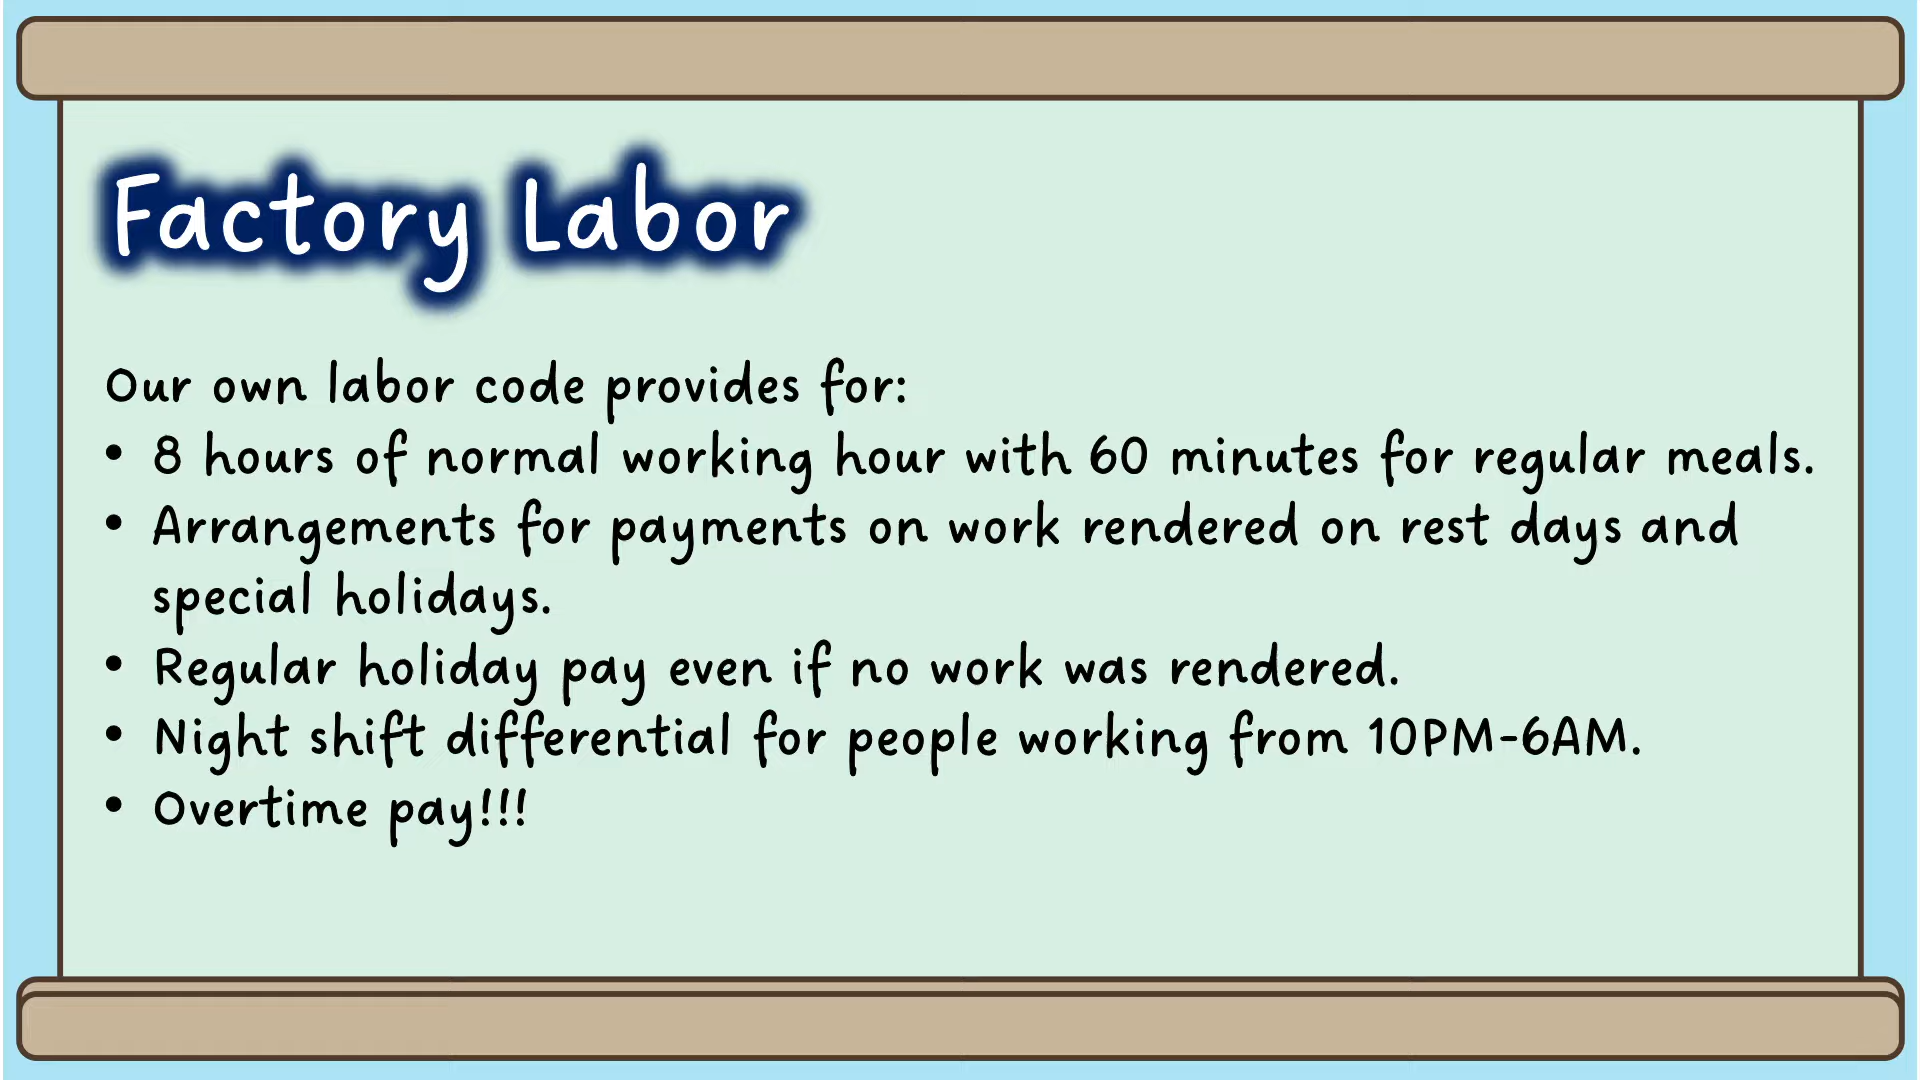 Factory Labor
Our own labor code provides for:
• 8 hours of normal working hour with 60 minutes for regular meals.
• Arrangements for payments on work rendered on rest days and
special holidays.
• Regular holiday pay even if no work was rendered.
• Night shift differential for people working from 10PM-6AM.
• Overtime pay!!!